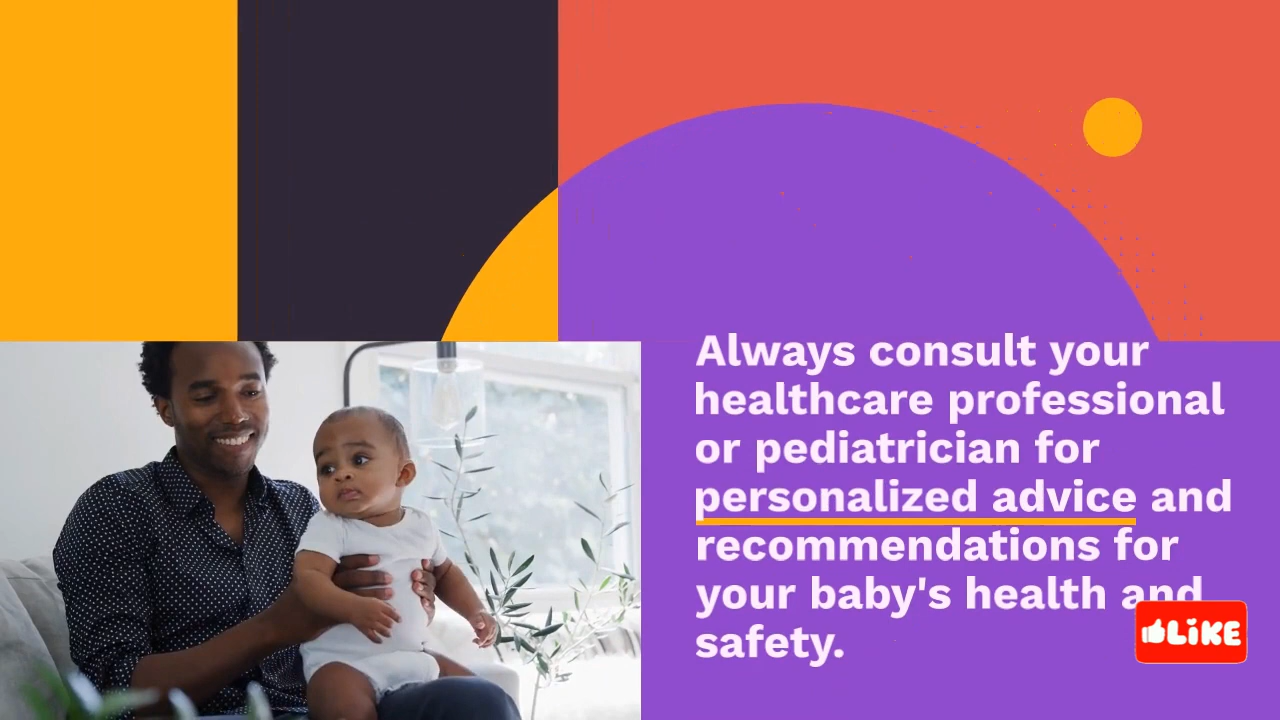 Always consult your
healthcare professional
or pediatrician for
personalized advice and
recommendations for
your baby's health and
safety.
LiKE